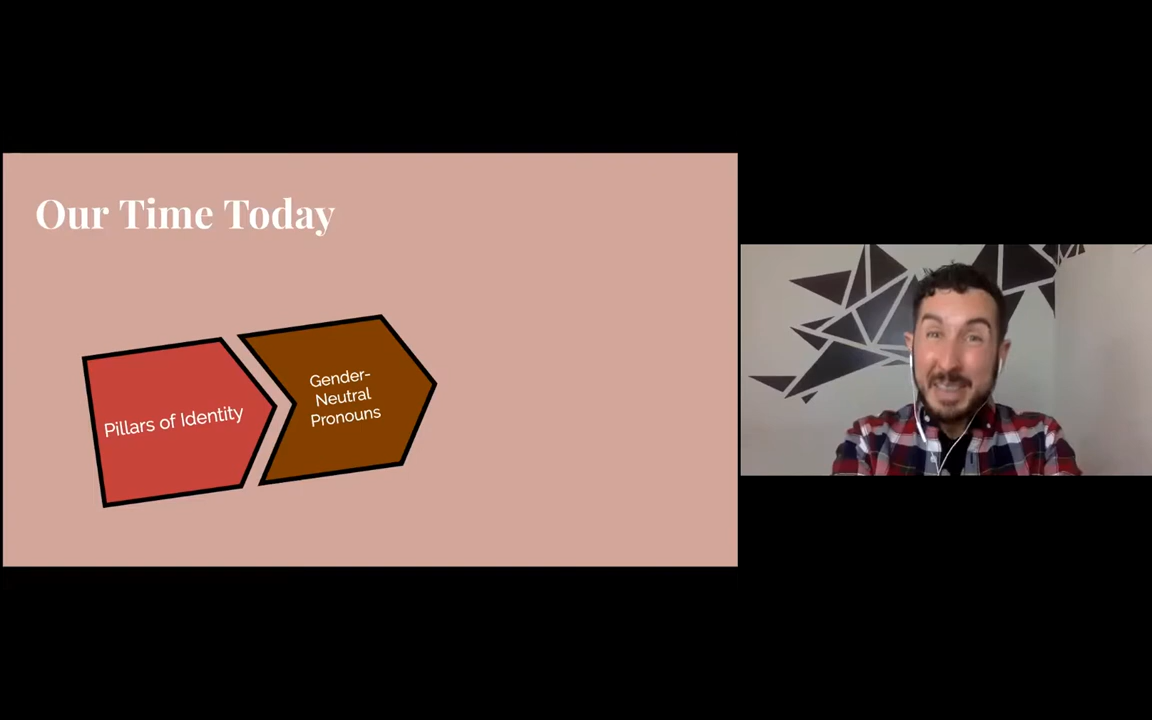 Our Time Today
Pillars of Identity
Gender-
Neutral
Pronouns